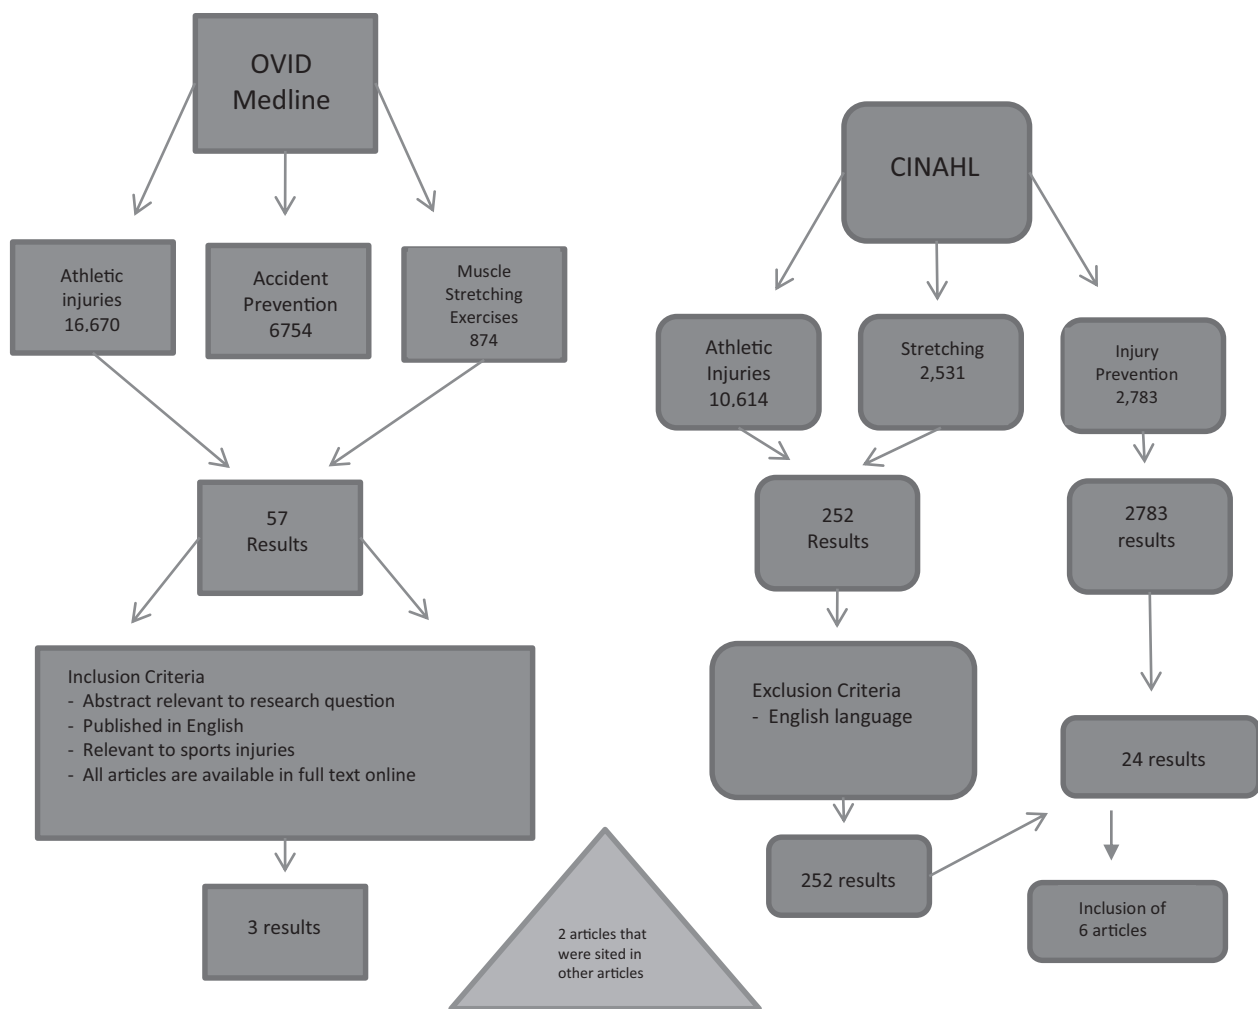 OVID
Medline
Athletic
injuries
16,670
Accident
Prevention
6754
Muscle
Stretching
Exercises
874
57
Results
Inclusion Criteria
- Abstract relevant to research question
- Published in English
- Relevant to sports injuries
- All articles are available in full text online
3 results
2 articles that
were sited in
other articles
CINAHL
Athletic
Injuries
10,614
Stretching
2,531
Injury
Prevention
2,783
252
Results
2783
results
Exclusion Criteria
- English language
252 results
24 results
Inclusion of
6 articles